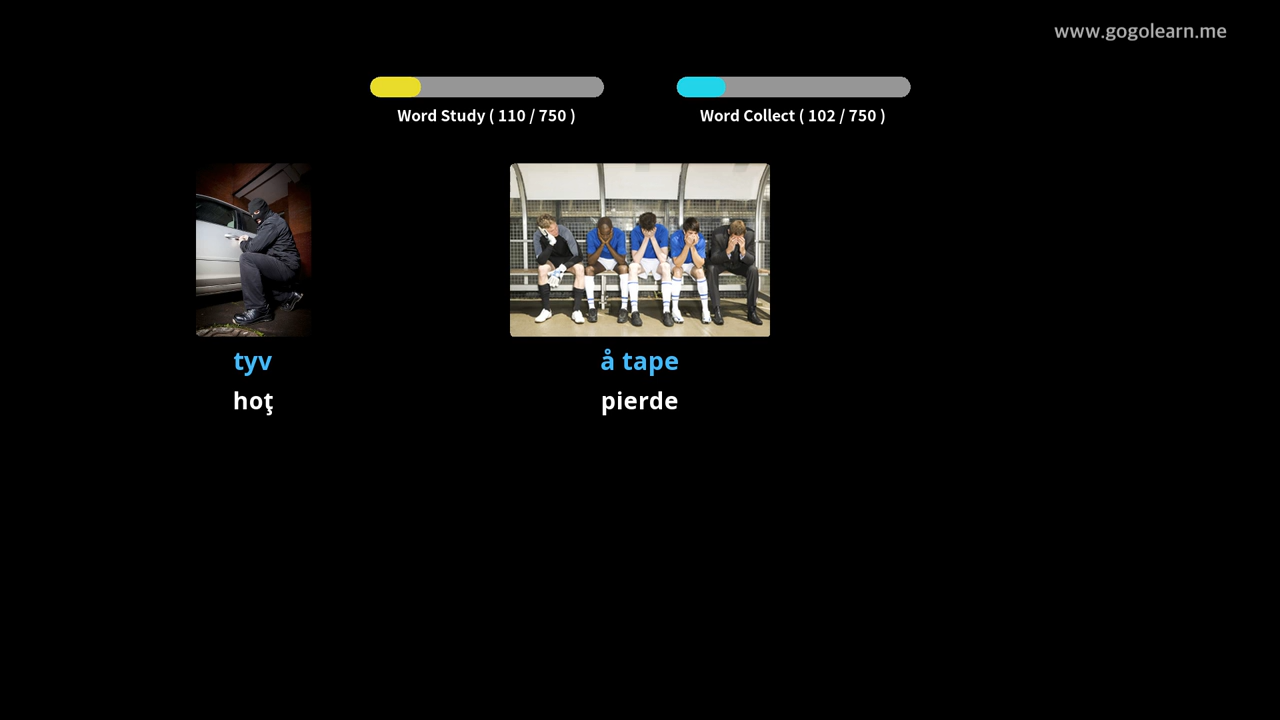 www.gogolearn.me
Word Study ( 110 / 750 )
Word Collect ( 102 / 750 )
tyv
hoţ
å tape
pierde